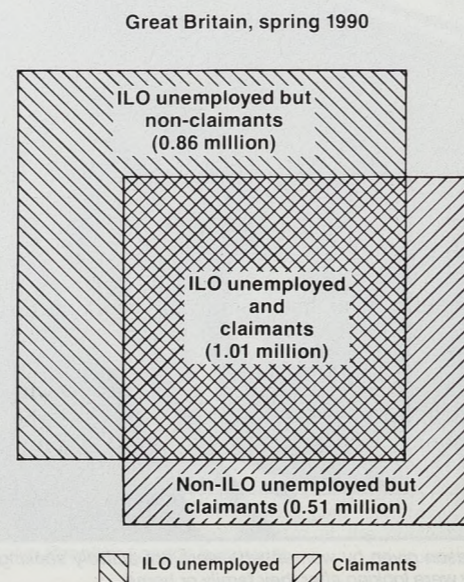 Great Britain, spring 1990
ILO unemployed but
non-claimants
(0.86 mIllion)
ILO unemployed
and
claimants
(1.01 million)
Non-ILO unemployed but
claimants (0.51 million)
ILO unemployed
Claimants